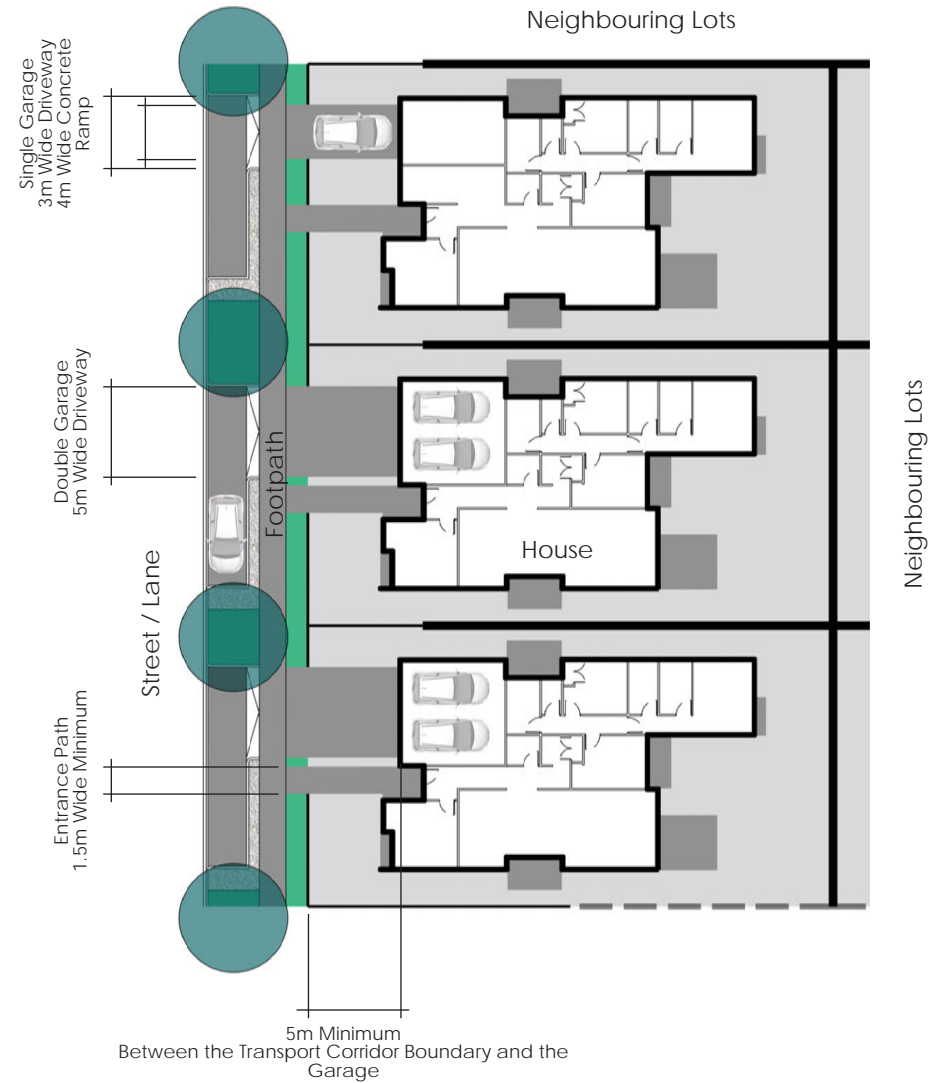 Neighbouring Lots
Single Garage
3m Wide Driveway
4m Wide Concrete
Ramp
Double Garage
5m Wide Driveway
Footpath
House
Neighbouring Lots
Street / Lane
Entrance Path
1.5m Wide Minimum
5m Minimum
Between the Transport Corridor Boundary and the
Garage